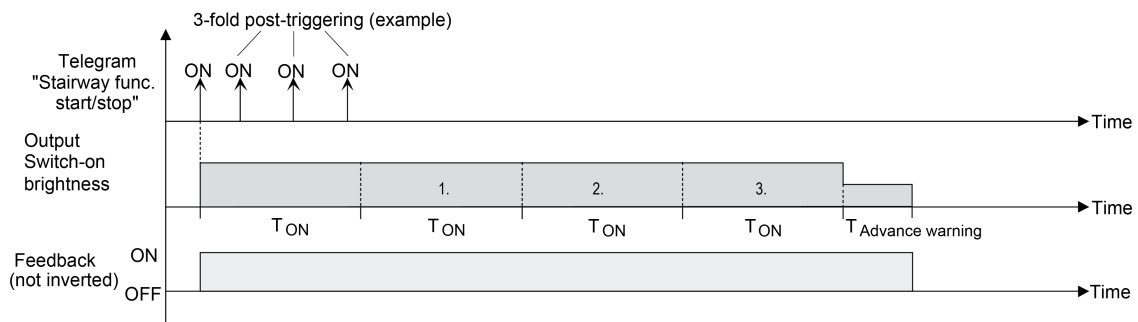 3-fold post-triggering (example)
Telegram
"Stairway func.
start/stop"
ON ON ON ON
Time
Output
Switch-on
brightness
1. 2. 3.
Time
T ON T ON T ON T ON T Advance warning
Feedback
(not inverted)
ON
OFF
Time